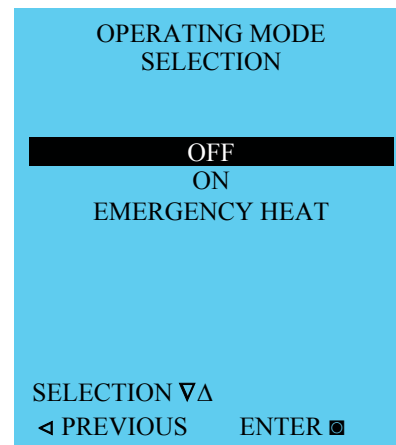 OPERATING MODE
SELECTION
OFF
ON
EMERGENCY HEAT
SELECTION ∇Δ
⊲ PREVIOUS ENTER ◙